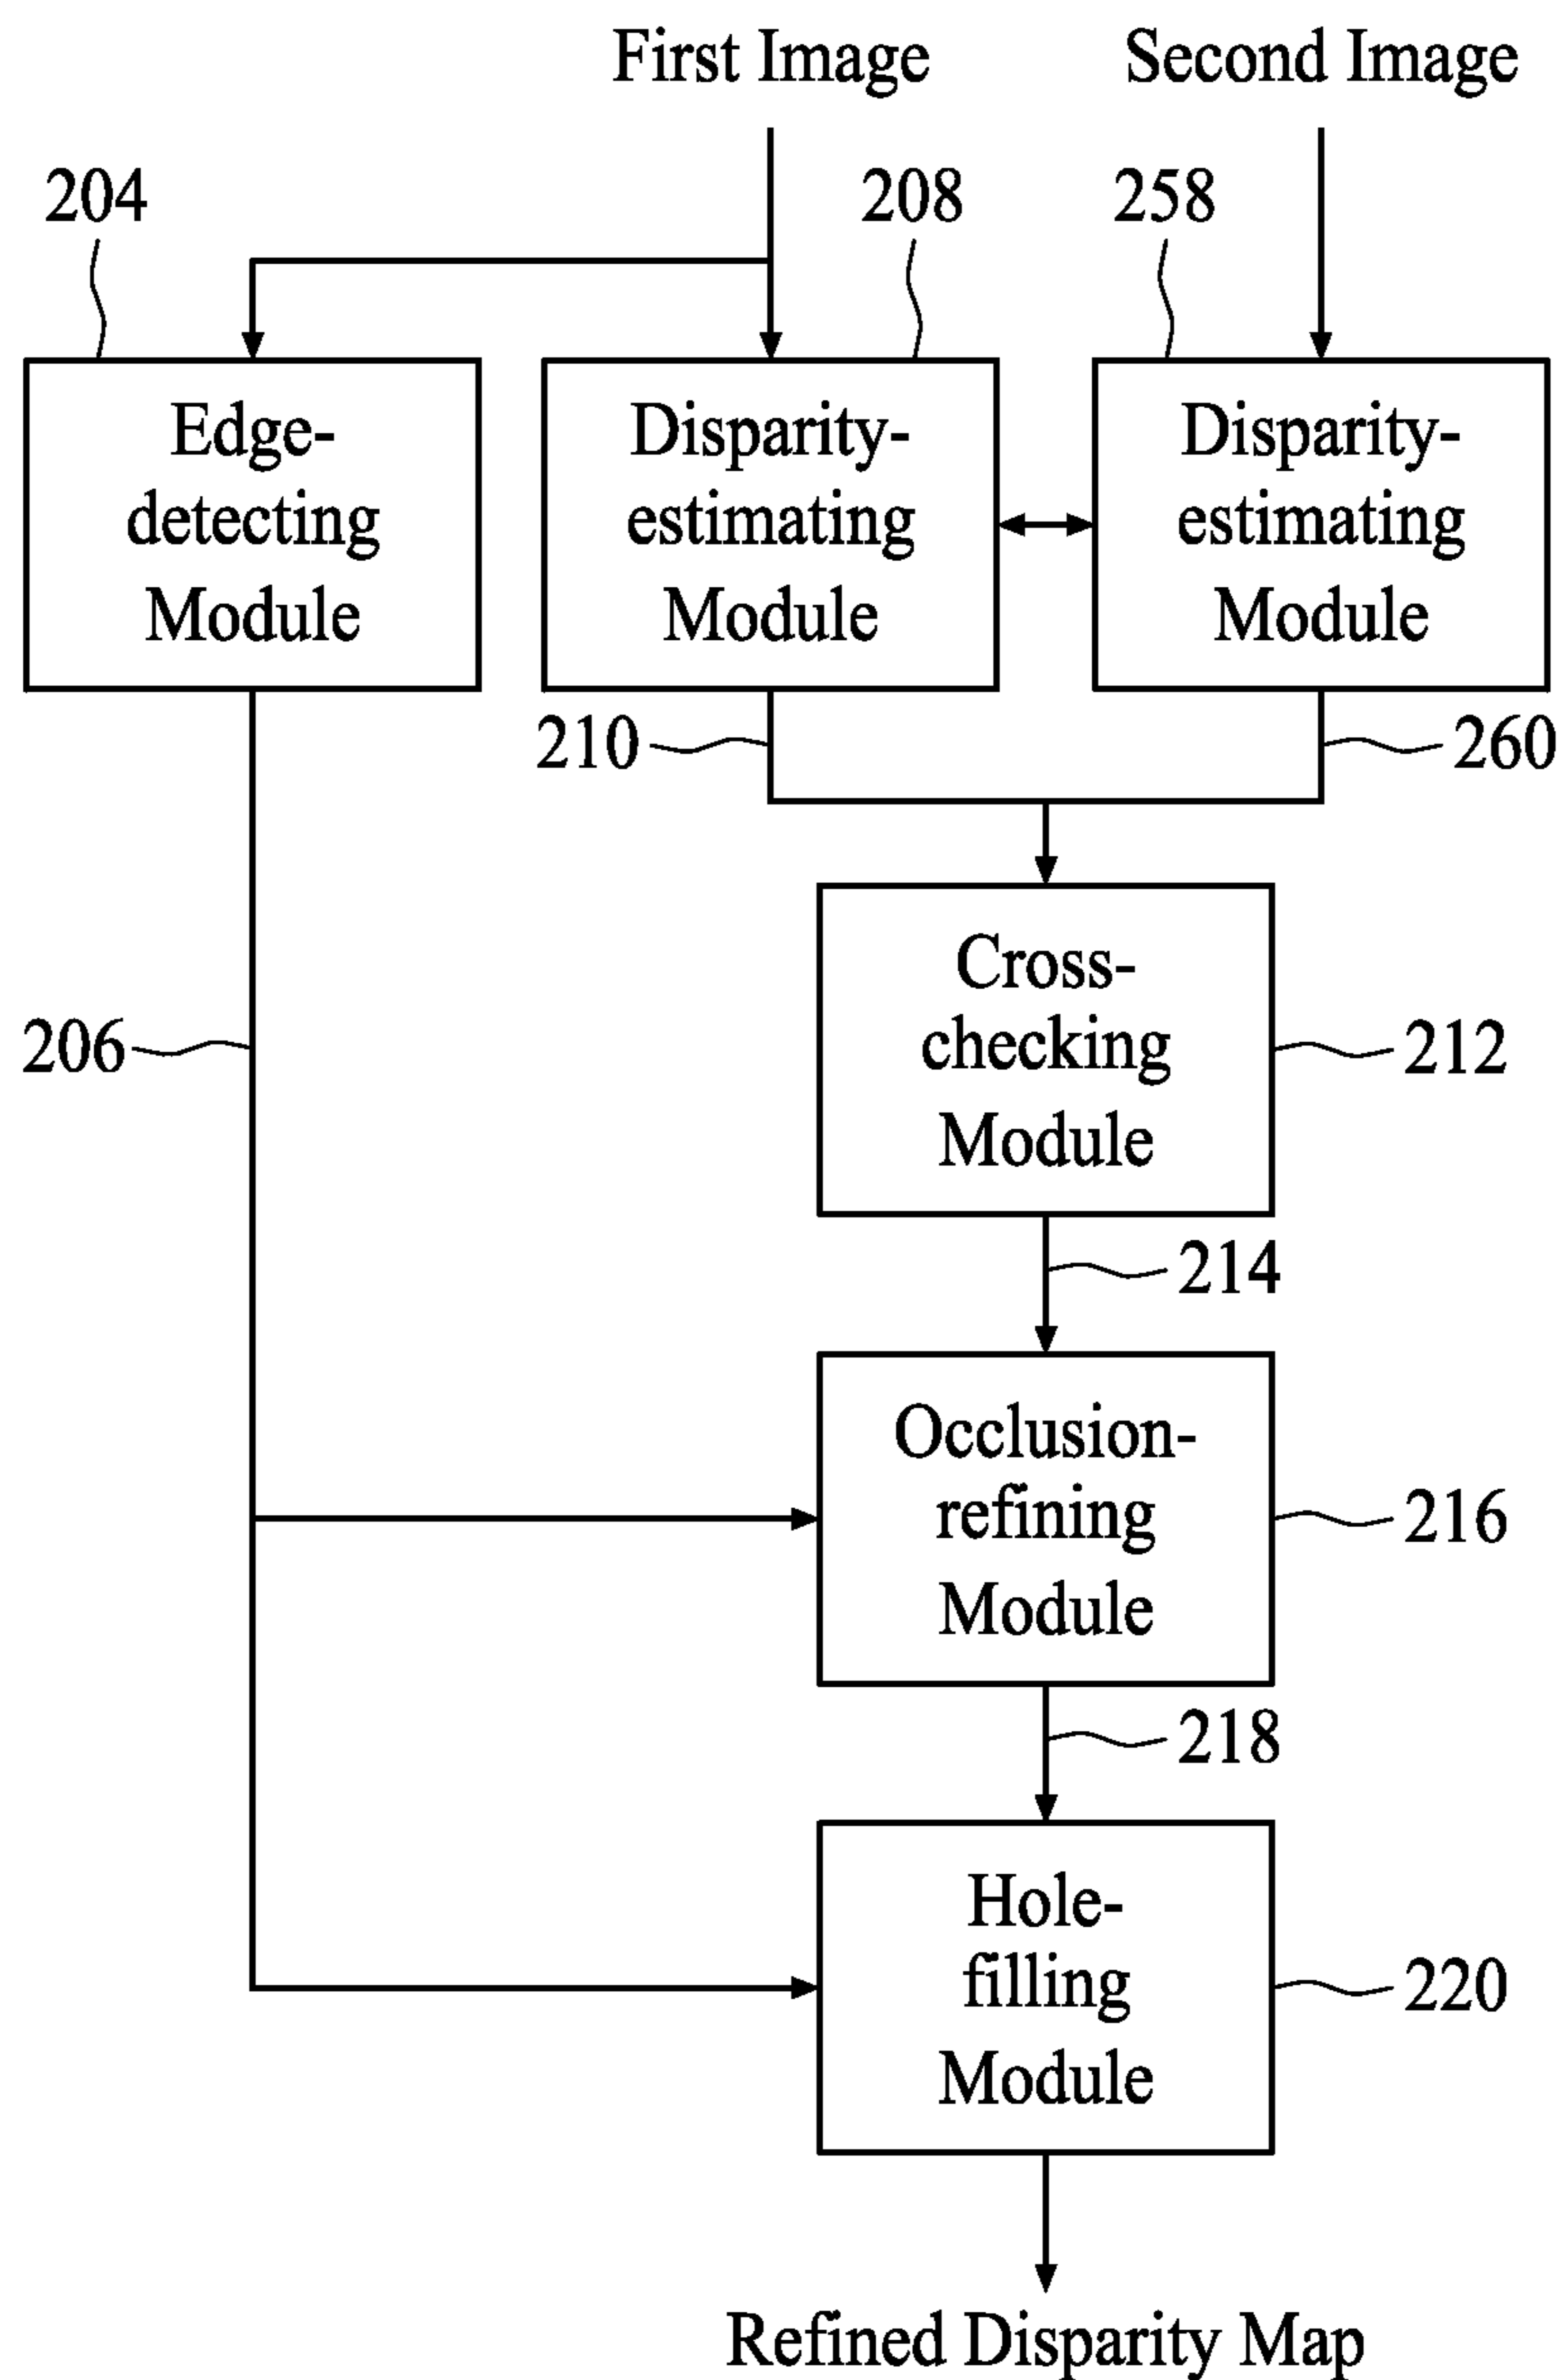 First Image
Second Image
204
208
258
Edge-
detecting
Module
Disparity-
estimating
Module
Disparity-
estimating
Module
210
260
Cross-
checking
Module
206
212
214
Occlusion-
refining
Module
216
218
Hole-
filling
Module
220
Refined Disparity Map